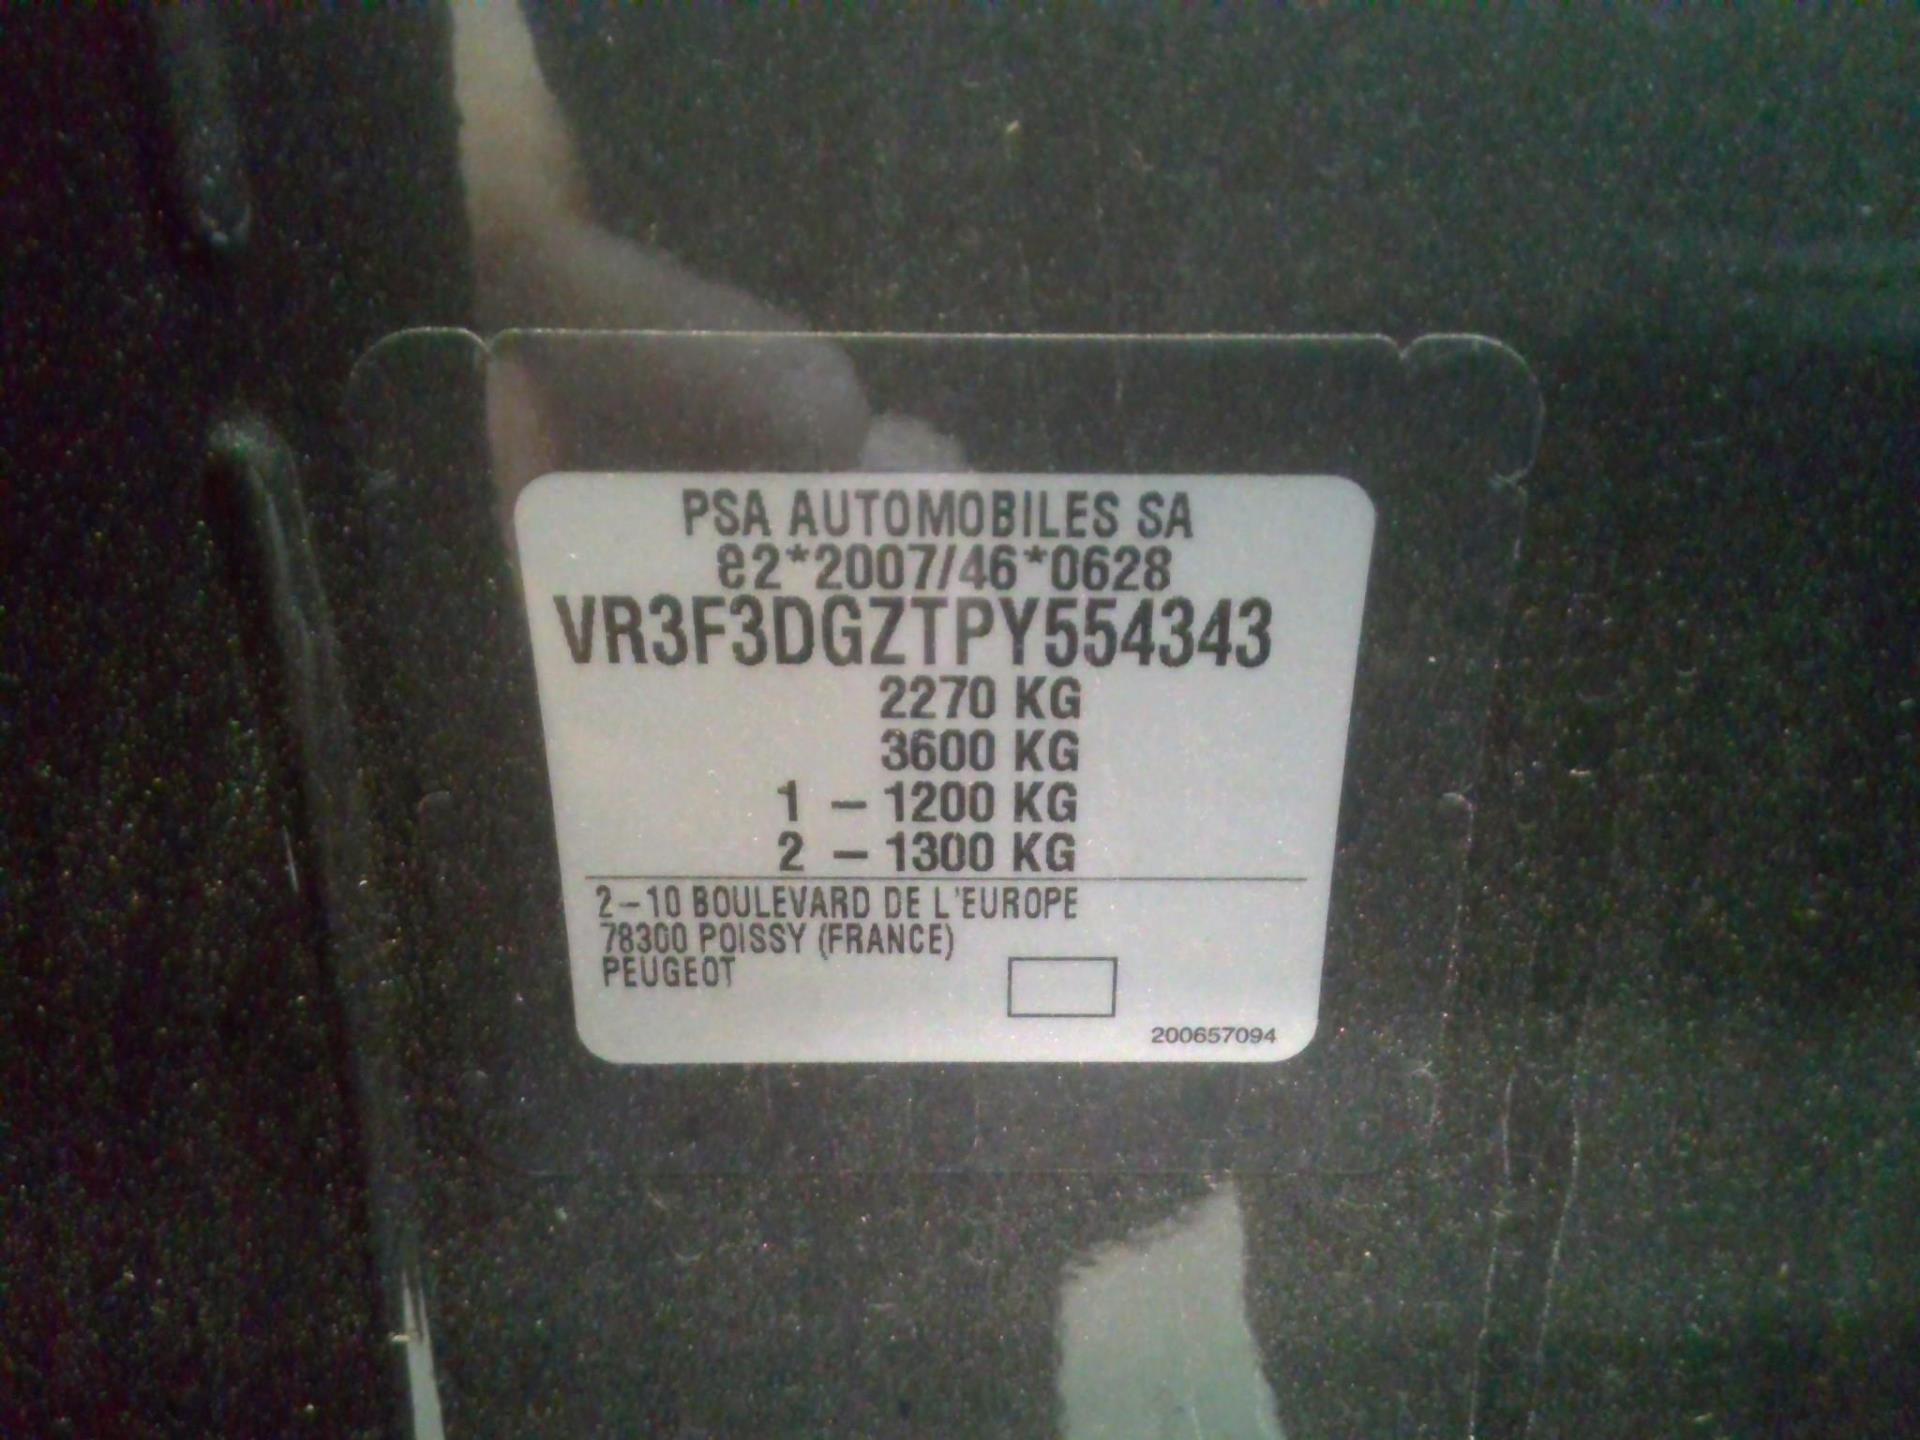 PSA AUTOMOBILES SA
e2*2007/46*0628
VR3F3DGZTPY554343
2270 KG
3600 KG
1 – 1200 KG
2 – 1300 KG
2–10 BOULEVARD DE L'EUROPE
78300 POISSY (FRANCE)
PEUGEOT
200657094